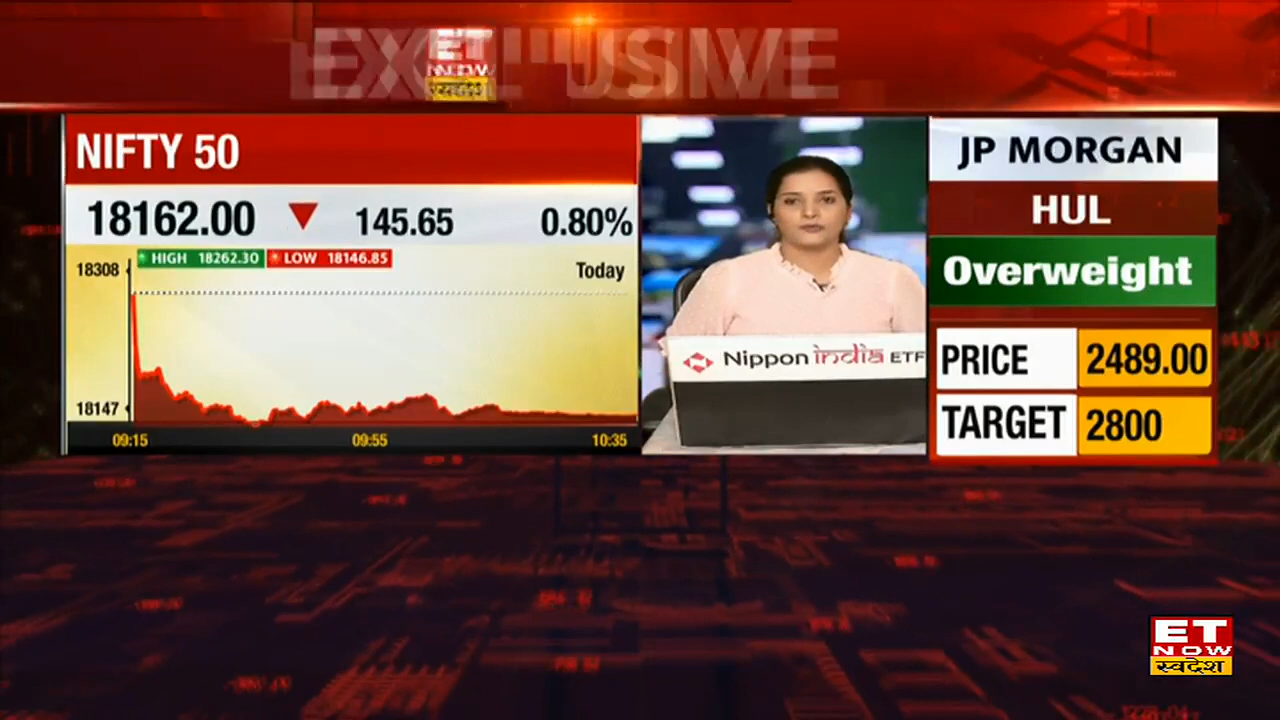 EXCLUSIVE
ET
NOW
स्वदेश
NIFTY 50
18162.00 ▼ 145.65 0.80%
HIGH 18262.30 LOW 18146.85
Today
18308
18147
09:15 09:55 10:35
Nippon india ETF
JP MORGAN
HUL
Overweight
PRICE 2489.00
TARGET 2800
ET
NOW
स्वदेश